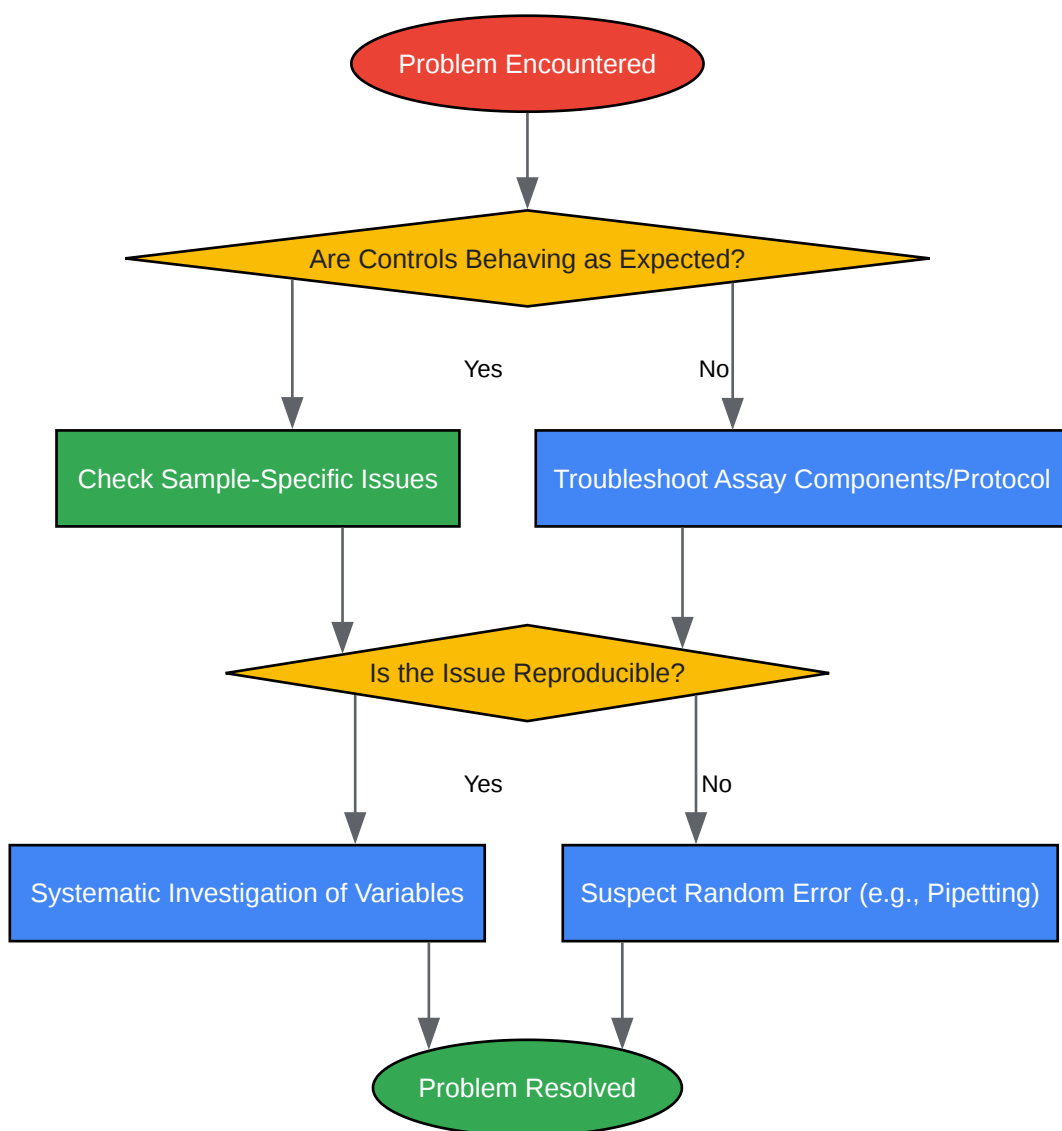 Problem Encountered
Are Controls Behaving as Expected?
Yes
No
Check Sample-Specific Issues
Troubleshoot Assay Components/Protocol
Is the Issue Reproducible?
Yes
No
Systematic Investigation of Variables
Suspect Random Error (e.g., Pipetting)
Problem Resolved